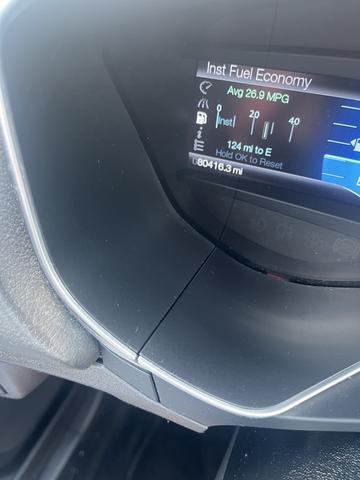 Inst Fuel Economy
Avg 26.9 MPG
0 20 40
Inst
124 mi to E
Hold OK to Reset
080416.3 mi